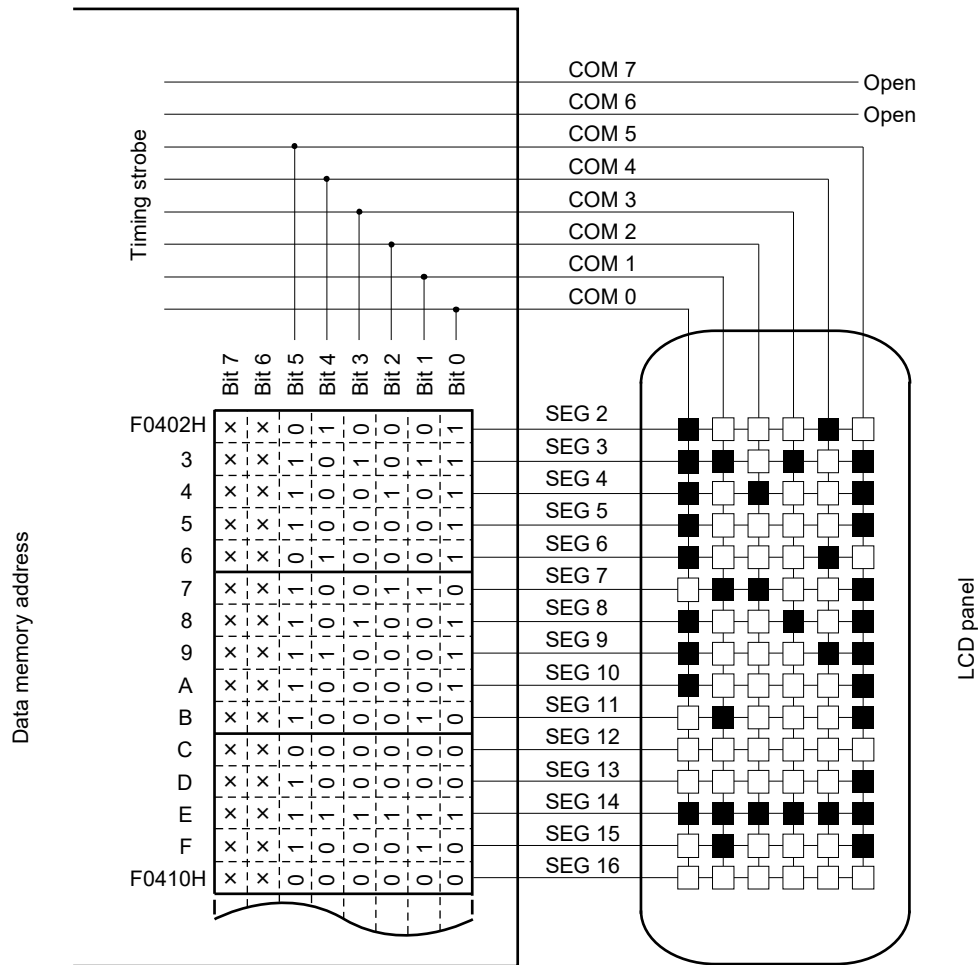 COM 7
Open
COM 6
Open
COM 5
COM 4
COM 3
COM 2
COM 1
COM 0
Timing strobe
Bit 7 Bit 6 Bit 5 Bit 4 Bit 3 Bit 2 Bit 1 Bit 0
F0402H × × 0 1 0 0 0 1 SEG 2
3 × × 1 0 1 0 1 1 SEG 3
4 × × 1 0 0 1 0 1 SEG 4
5 × × 1 0 0 0 0 1 SEG 5
6 × × 0 1 0 0 0 1 SEG 6
7 × × 1 0 0 1 1 0 SEG 7
8 × × 1 0 1 0 0 1 SEG 8
9 × × 1 1 0 0 0 1 SEG 9
A × × 1 0 0 0 0 1 SEG 10
B × × 1 0 0 0 1 0 SEG 11
C × × 0 0 0 0 0 0 SEG 12
D × × 1 0 0 0 0 0 SEG 13
E × × 1 1 1 1 1 1 SEG 14
F × × 1 0 0 0 1 0 SEG 15
F0410H × × 0 0 0 0 0 0 SEG 16
Data memory address
LCD panel